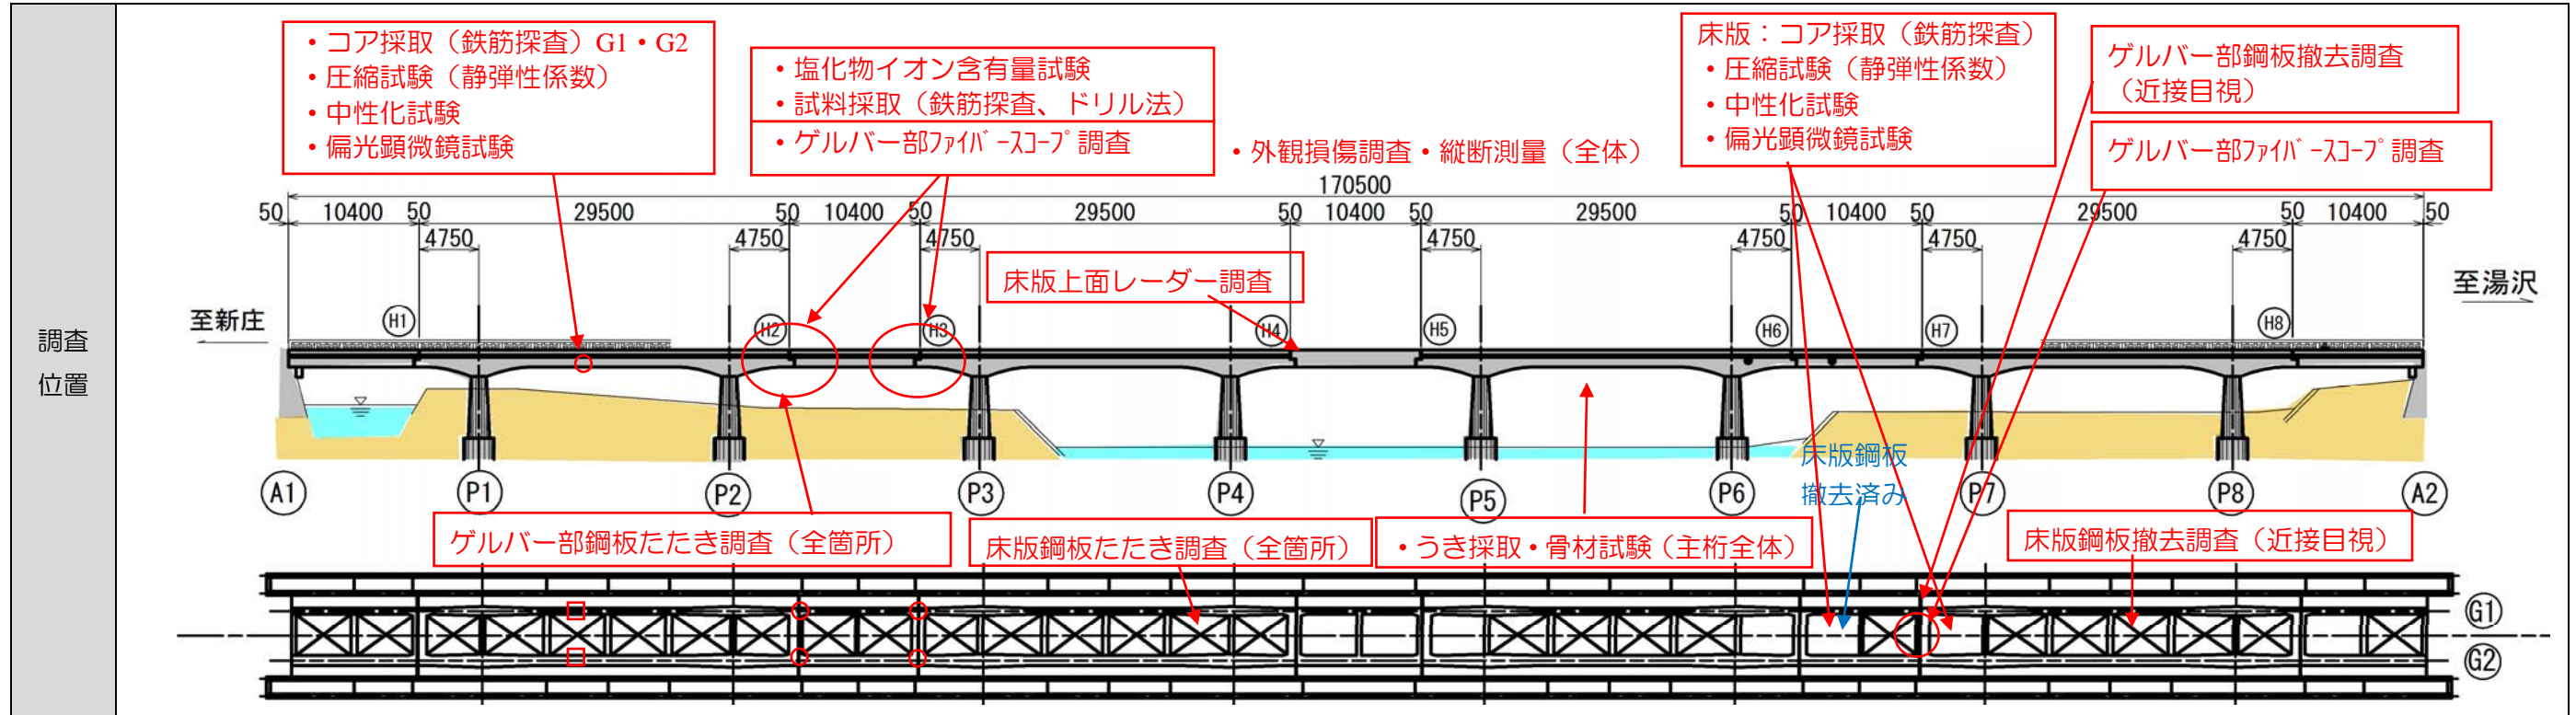 調査
位置
・コア採取（鉄筋探査）G1・G2
・圧縮試験（静弾性係数）
・中性化試験
・偏光顕微鏡試験
・塩化物イオン含有量試験
・試料採取（鉄筋探査、ドリル法）
・ゲルバー部ﾌｧｲﾊﾞｰｽｺｰﾌﾟ調査
・外観損傷調査・縦断測量（全体）
床版：コア採取（鉄筋探査）
・圧縮試験（静弾性係数）
・中性化試験
・偏光顕微鏡試験
ゲルバー部鋼板撤去調査
（近接目視）
ゲルバー部ﾌｧｲﾊﾞｰｽｺｰﾌﾟ調査
170500
50 10400 50 29500 50 10400 50 29500 50 10400 50 29500 50 10400 50 29500 50 10400 50
4750 4750 4750 4750 4750 4750 4750
床版上面レーダー調査
至新庄
至湯沢
H1 H2 H3 H4 H5 H6 H7 H8
床版鋼板
撤去済み
A1 P1 P2 P3 P4 P5 P6 P7 P8 A2
ゲルバー部鋼板たたき調査（全箇所）
床版鋼板たたき調査（全箇所）
・うき採取・骨材試験（主桁全体）
床版鋼板撤去調査（近接目視）
G1
G2